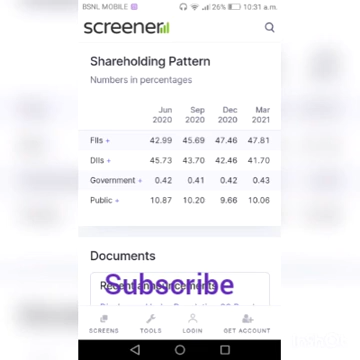 BSNL MOBILE 26% 10:31 a.m.
screener
Shareholding Pattern
Numbers in percentages
Jun 2020 Sep 2020 Dec 2020 Mar 2021
FIIs + 42.99 45.69 47.46 47.81
DIIs + 45.73 43.70 42.46 41.70
Government + 0.42 0.41 0.42 0.43
Public + 10.87 10.20 9.66 10.06
Documents
Recent announcements
Subscribe
SCREENS TOOLS LOGIN GET ACCOUNT